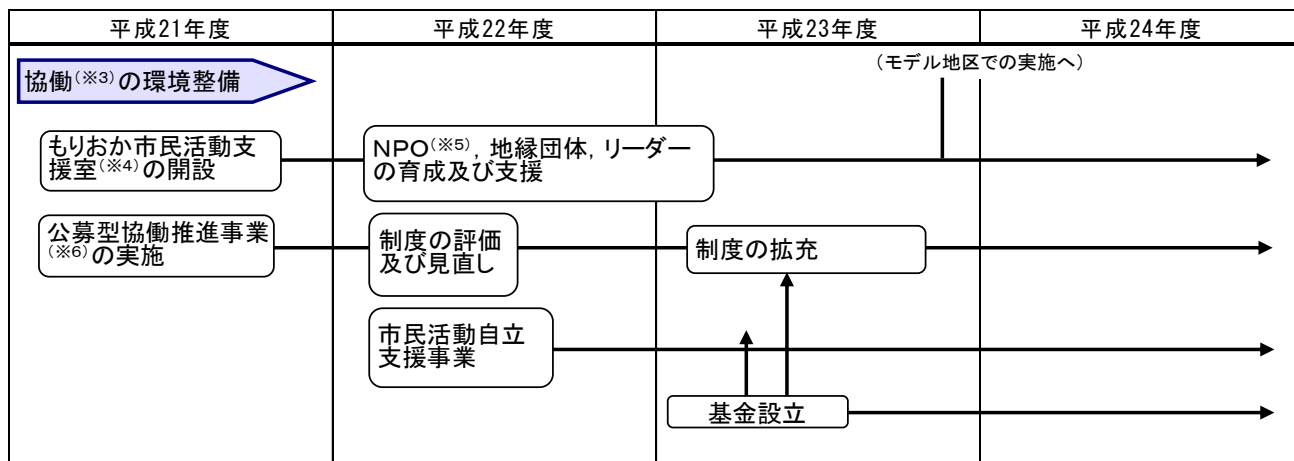 平成21年度
平成22年度
平成23年度
平成24年度
協働(※3)の環境整備
(モデル地区での実施へ)
もりおか市民活動支
援室(※4)の開設
NPO(※5),地縁団体,リーダー
の育成及び支援
公募型協働推進事業
(※6)の実施
制度の評価
及び見直し
制度の拡充
市民活動自立
支援事業
基金設立